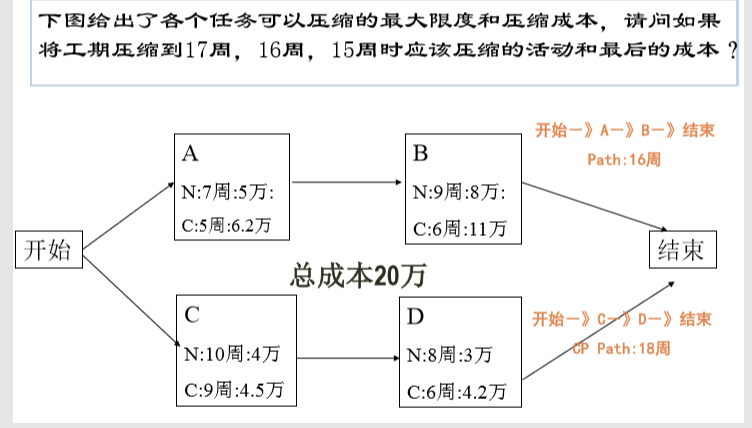 下图给出了各个任务可以压缩的最大限度和压缩成本，请问如果
将工期压缩到17周，16周，15周时应该压缩的活动和最后的成本？
开始一》A一》B一》结束
Path:16周
A
N:7周:5万:
C:5周:6.2万
B
N:9周:8万:
C:6周:11万
开始
结束
总成本20万
C
N:10周:4万
C:9周:4.5万
D
N:8周:3万
C:6周:4.2万
开始一》C一》D一》结束
CP Path:18周